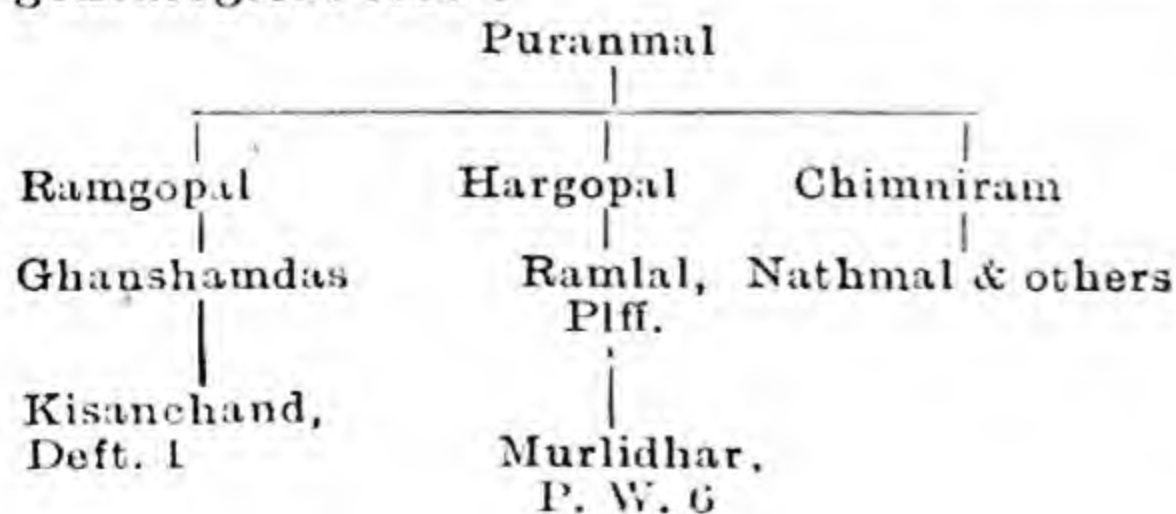 Puranmal
Ramgopal Hargopal Chimniram
Ghanshamdas Ramlal, Nathmal & others
Plff.
Kisanchand,
Deft. 1 Murlidhar,
P. W. 6